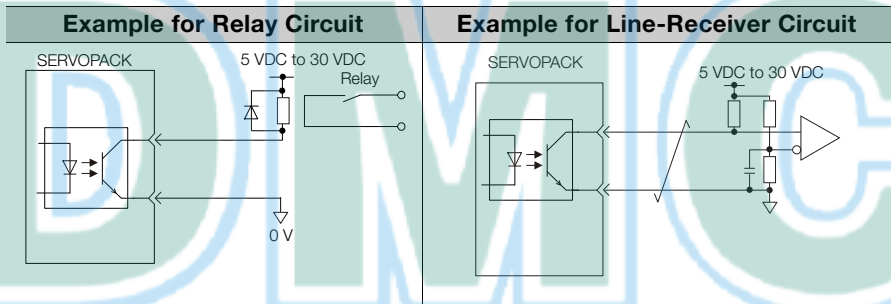 Example for Relay Circuit
Example for Line-Receiver Circuit
SERVOPACK
5 VDC to 30 VDC
Relay
0 V
SERVOPACK
5 VDC to 30 VDC
DMC